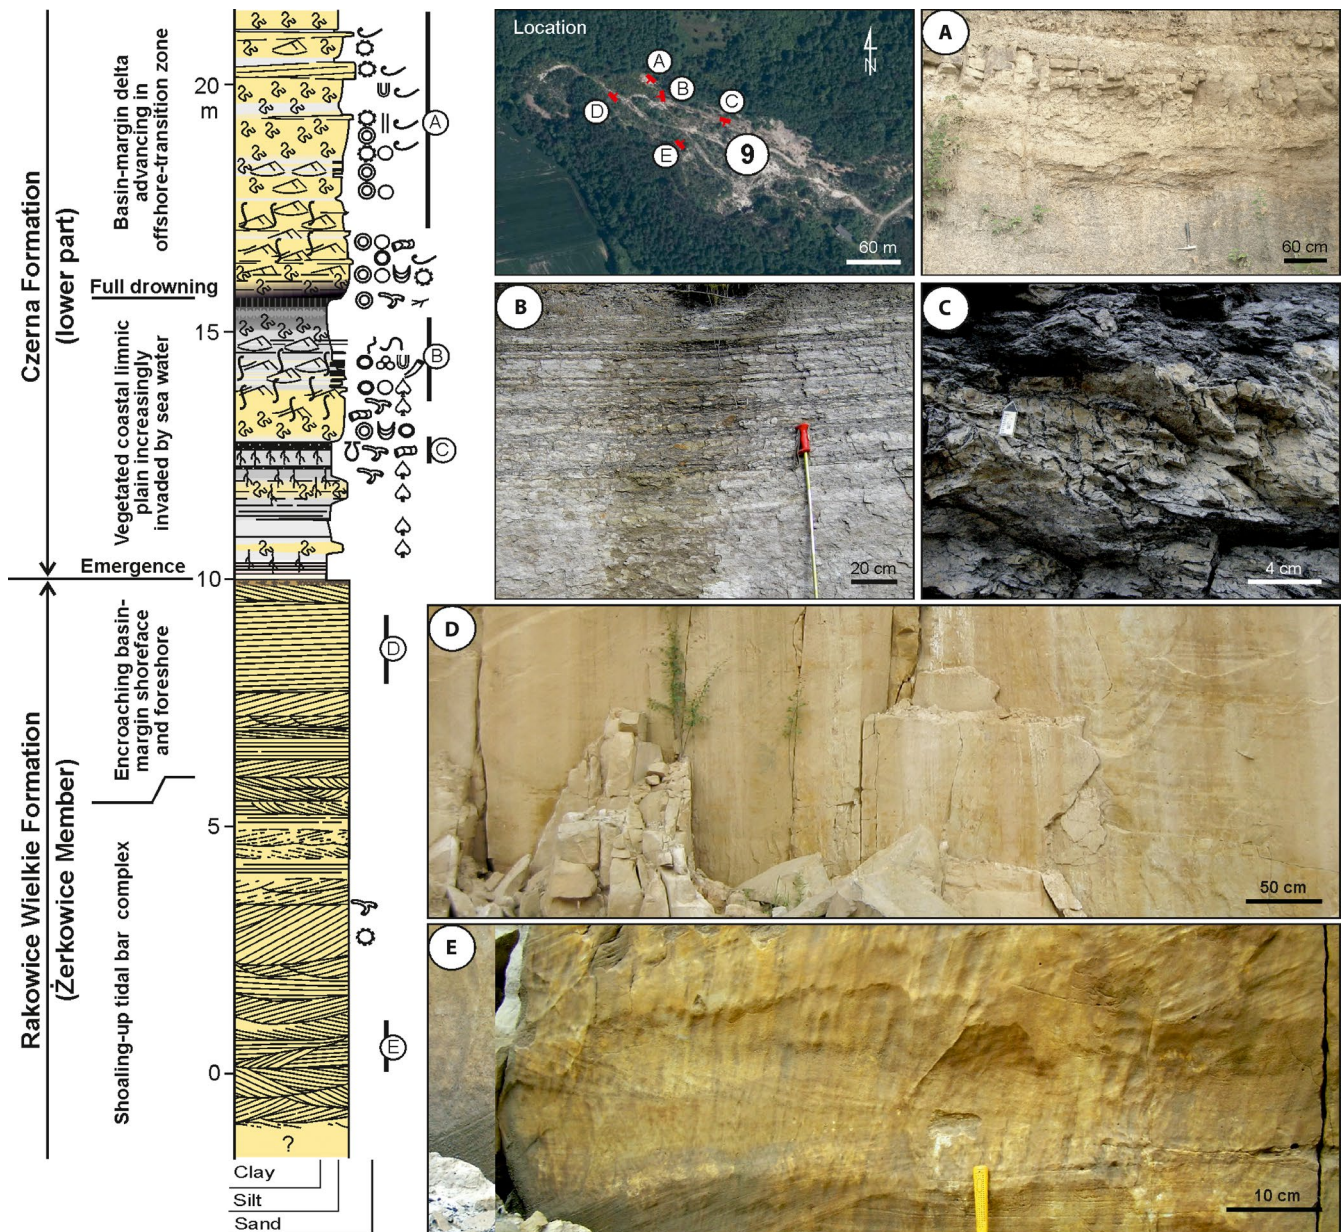 Czerna Formation
(lower part)
Rakowice Wielkie Formation
(Żerkowice Member)
Basin-margin delta
advancing in
offshore-transition zone
Full drowning
Vegetated coastal limnic
plain increasingly
invaded by sea water
Emergence
Encroaching basin-
margin shoreface
and foreshore
Shoaling-up tidal bar complex
20
m
15
10
5
0
?
Clay
Silt
Sand
A
B
C
D
E
Location
N
A
B
C
D
E
9
60 m
A
60 cm
B
20 cm
C
4 cm
D
50 cm
E
10 cm